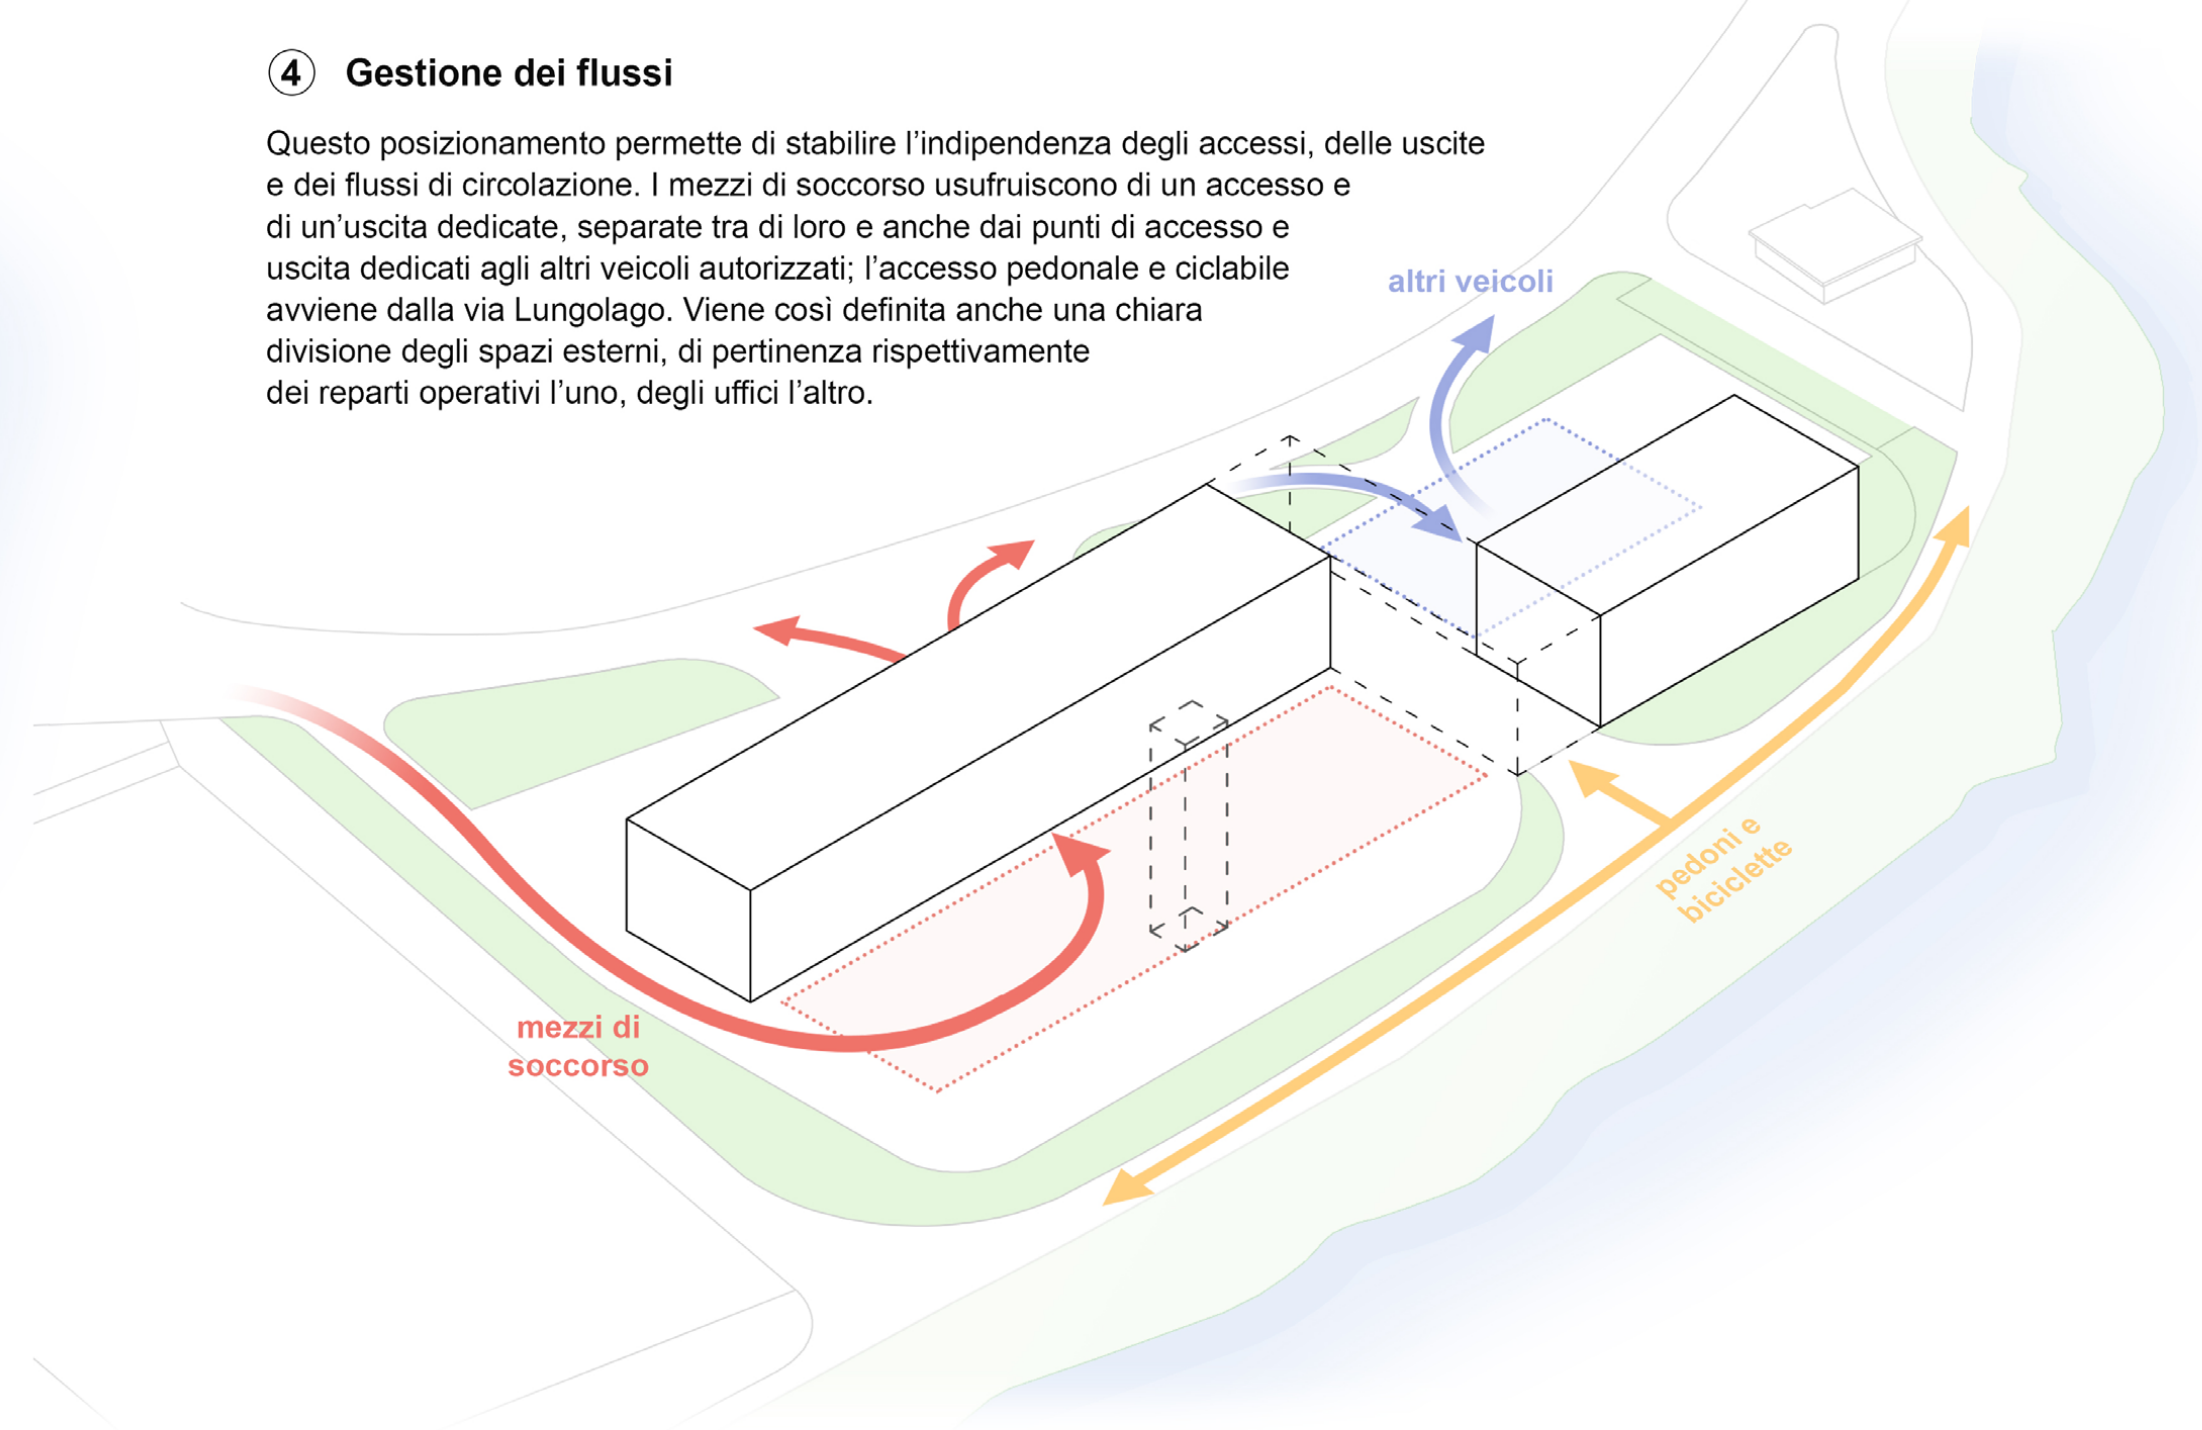 4 Gestione dei flussi
Questo posizionamento permette di stabilire l’indipendenza degli accessi, delle uscite
e dei flussi di circolazione. I mezzi di soccorso usufruiscono di un accesso e
di un’uscita dedicate, separate tra di loro e anche dai punti di accesso e
uscita dedicati agli altri veicoli autorizzati; l’accesso pedonale e ciclabile
avviene dalla via Lungolago. Viene così definita anche una chiara
divisione degli spazi esterni, di pertinenza rispettivamente
dei reparti operativi l’uno, degli uffici l’altro.
altri veicoli
pedoni e
biciclette
mezzi di
soccorso